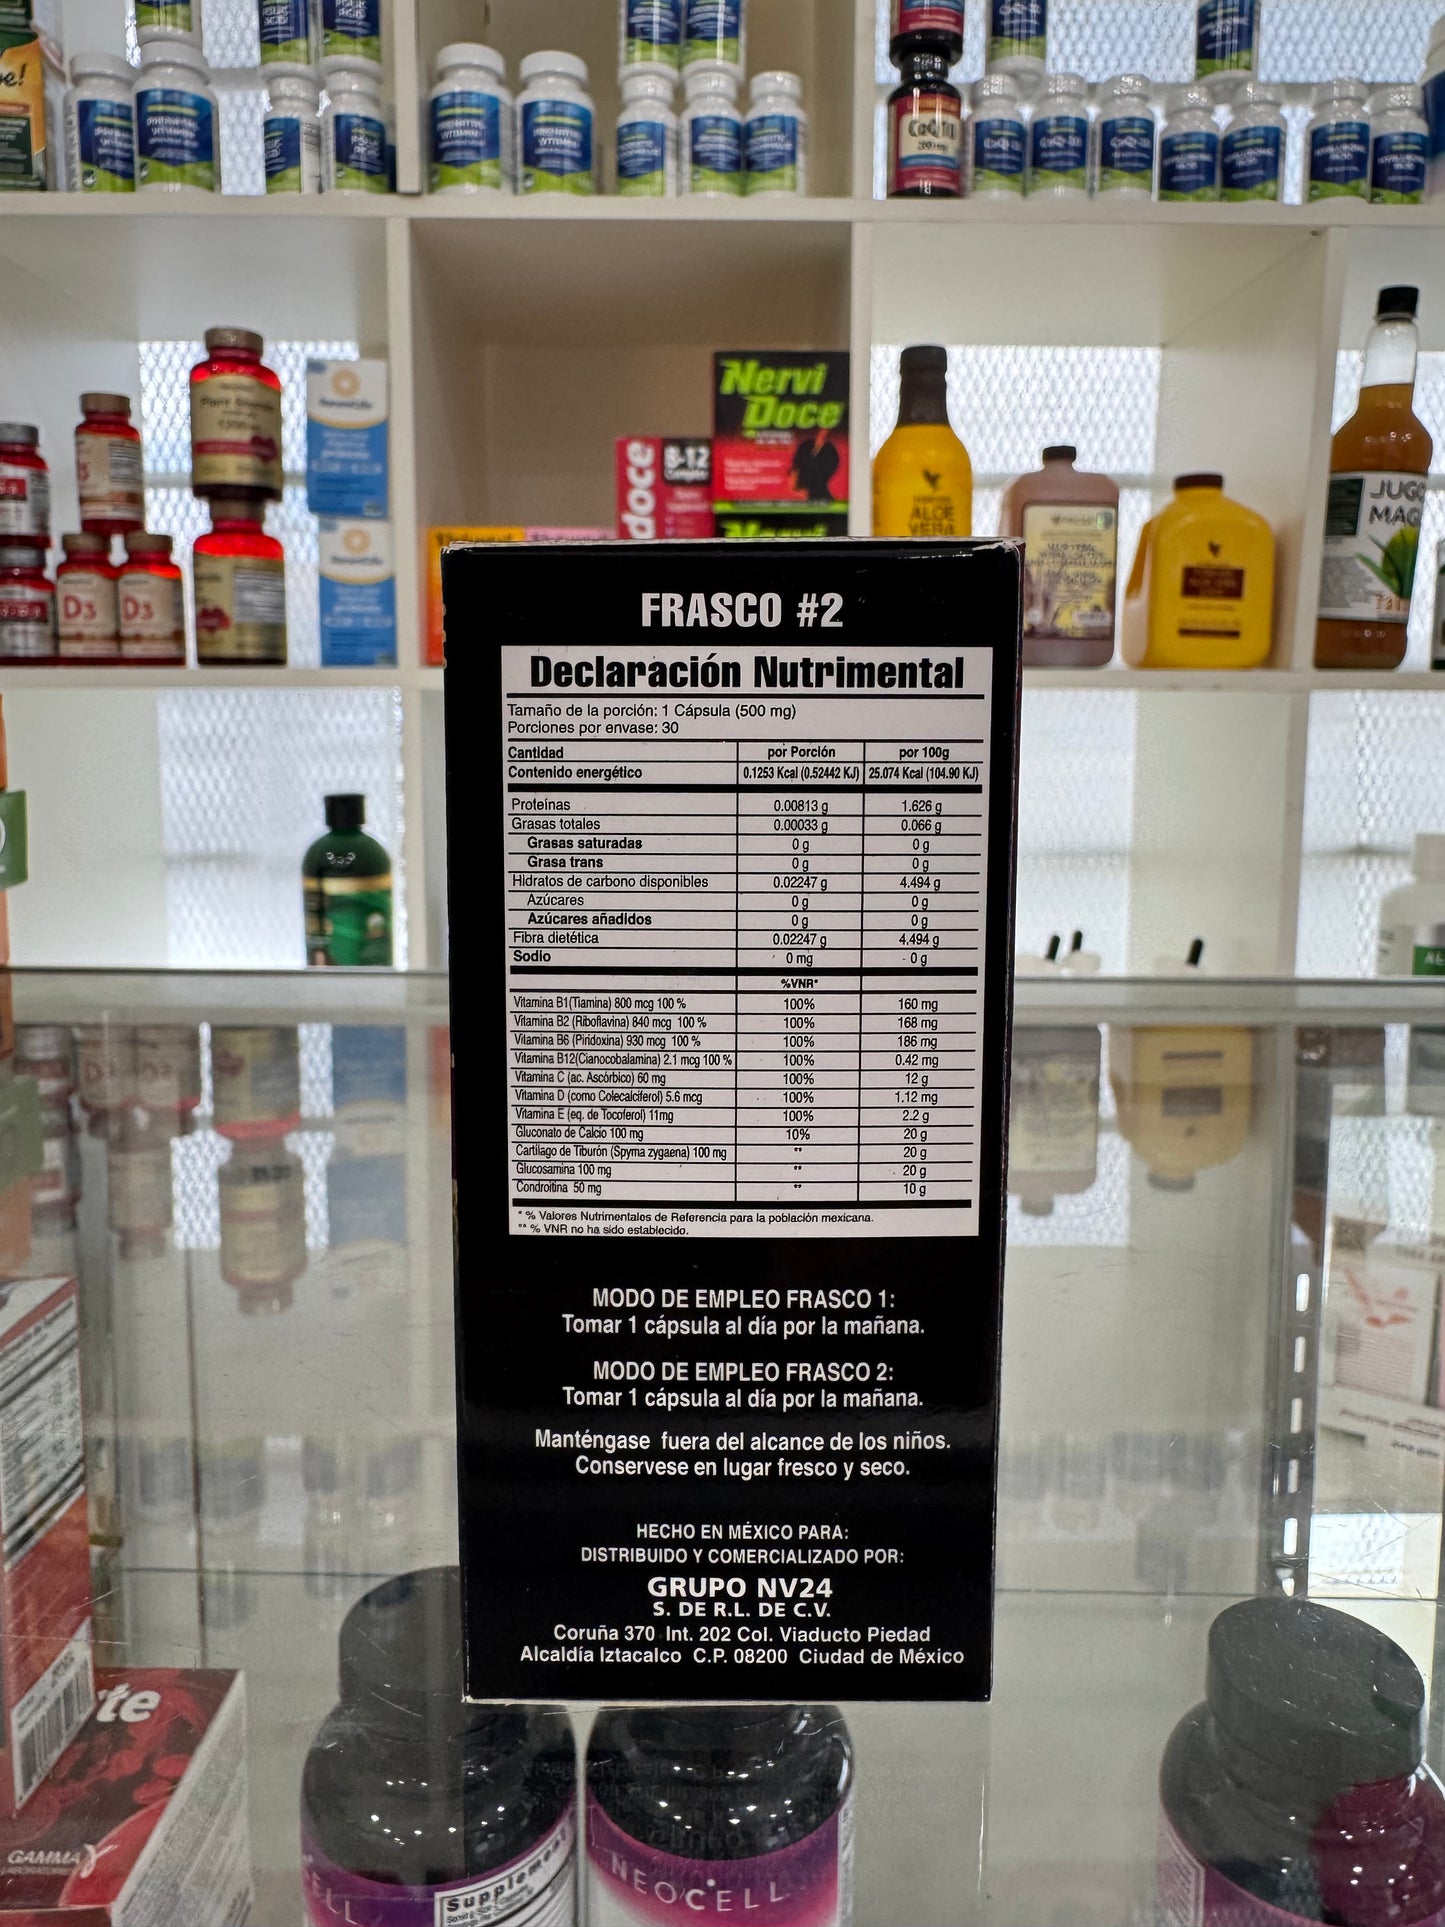 Nervi
Doce
doce
B-12
ALOE
VERA
JUGO
D3
D3
FRASCO #2
Declaración Nutrimental
Tamaño de la porción: 1 Cápsula (500 mg)
Porciones por envase: 30
Cantidad por Porción por 100g
Contenido energético 0.1253 Kcal (0.52442 KJ) 25.074 Kcal (104.90 KJ)
Proteínas 0.00813 g 1.626 g
Grasas totales 0.00033 g 0.066 g
Grasas saturadas 0 g 0 g
Grasa trans 0 g 0 g
Hidratos de carbono disponibles 0.02247 g 4.494 g
Azúcares 0 g 0 g
Azúcares añadidos 0 g 0 g
Fibra dietética 0.02247 g 4.494 g
Sodio 0 mg 0 g
%VNR*
Vitamina B1(Tiamina) 800 mcg 100 % 100% 160 mg
Vitamina B2 (Riboflavina) 840 mcg 100 % 100% 168 mg
Vitamina B6 (Piridoxina) 930 mcg 100 % 100% 186 mg
Vitamina B12(Cianocobalamina) 2.1 mcg 100 % 100% 0.42 mg
Vitamina C (ac. Ascórbico) 60 mg 100% 12 g
Vitamina D (como Colecalciferol) 5.6 mcg 100% 1.12 mg
Vitamina E (eq. de Tocoferol) 11mg 100% 2.2 g
Gluconato de Calcio 100 mg 10% 20 g
Cartílago de Tiburón (Spyrna zygaena) 100 mg ** 20 g
Glucosamina 100 mg ** 20 g
Condroitina 50 mg ** 10 g
* % Valores Nutrimentales de Referencia para la población mexicana.
** % VNR no ha sido establecido.
MODO DE EMPLEO FRASCO 1:
Tomar 1 cápsula al día por la mañana.
MODO DE EMPLEO FRASCO 2:
Tomar 1 cápsula al día por la mañana.
Manténgase fuera del alcance de los niños.
Conservese en lugar fresco y seco.
HECHO EN MÉXICO PARA:
DISTRIBUIDO Y COMERCIALIZADO POR:
GRUPO NV24
S. DE R.L. DE C.V.
Coruña 370 Int. 202 Col. Viaducto Piedad
Alcaldía Iztacalco C.P. 08200 Ciudad de México
GAMMA
NEOCELL
Supplement